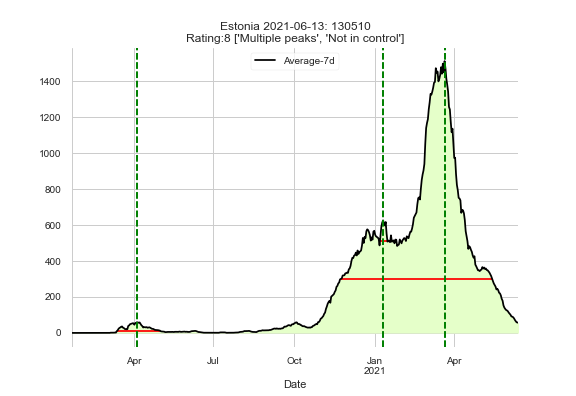 Estonia 2021-06-13: 130510
Rating:8 ['Multiple peaks', 'Not in control']
Average-7d
1400
1200
1000
800
600
400
200
0
Apr Jul Oct Jan Apr
2021
Date